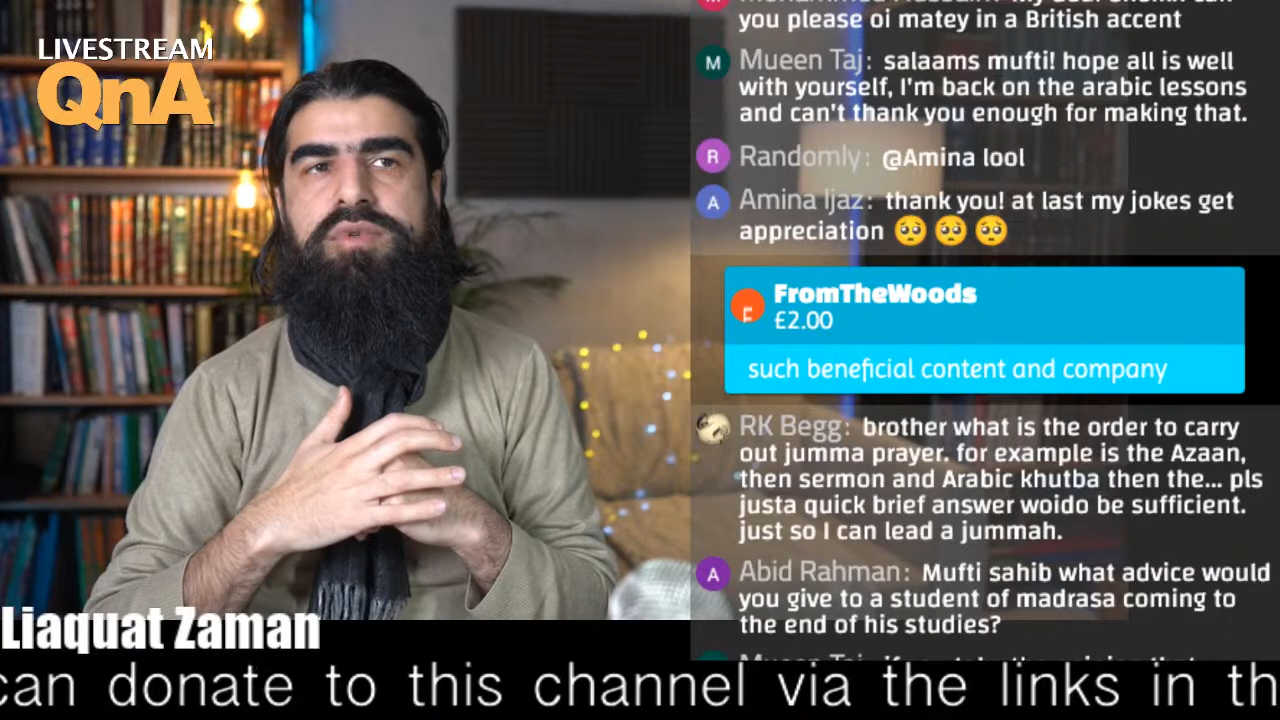 LIVESTREAM
QnA
you please oi matey in a British accent
M Mueen Taj: salaams mufti! hope all is well
with yourself, I'm back on the arabic lessons
and can't thank you enough for making that.
R Randomly: @Amina lool
A Amina Ijaz: thank you! at last my jokes get
appreciation 🥺 🥺 🥺
FromTheWoods
F £2.00
such beneficial content and company
RK Begg: brother what is the order to carry
out jumma prayer. for example is the Azaan,
then sermon and Arabic khutba then the... pls
justa quick brief answer woido be sufficient.
just so I can lead a jummah.
A Abid Rahman: Mufti sahib what advice would
you give to a student of madrasa coming to
the end of his studies?
Liaquat Zaman
can donate to this channel via the links in th